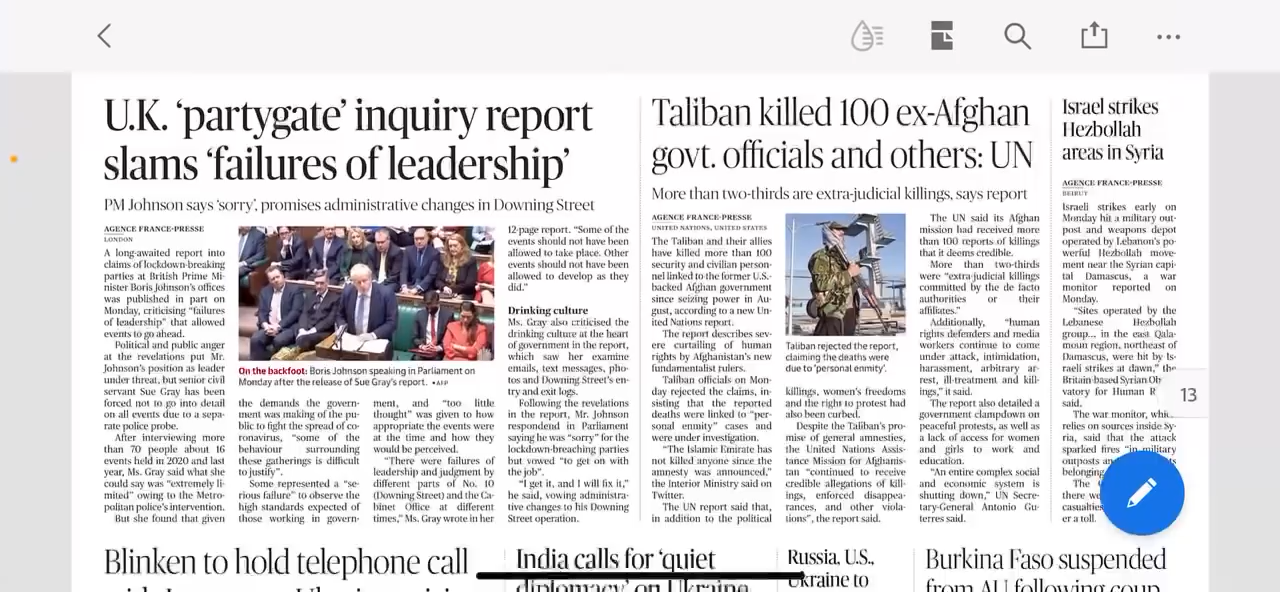 U.K. ‘partygate’ inquiry report
slams ‘failures of leadership’
PM Johnson says ‘sorry’, promises administrative changes in Downing Street
AGENCE FRANCE-PRESSE
LONDON
A long-awaited report into
claims of lockdown-breaking
parties at British Prime Mi-
nister Boris Johnson’s offices
was published in part on
Monday, criticising “failures
of leadership” that allowed
events to go ahead.
Political and public anger
at the revelations put Mr.
Johnson’s position as leader
under threat, but senior civil
servant Sue Gray has been
forced not to go into detail
on all events due to a sepa-
rate police probe.
After interviewing more
than 70 people about 16
events held in 2020 and last
year, Ms. Gray said what she
could say was “extremely li-
mited” owing to the Metro-
politan police’s intervention.
But she found that given
On the backfoot: Boris Johnson speaking in Parliament on
Monday after the release of Sue Gray’s report. •AFP
the demands the govern-
ment was making of the pu-
blic to fight the spread of co-
ronavirus, “some of the
behaviour surrounding
these gatherings is difficult
to justify”.
Some represented a “se-
rious failure” to observe the
high standards expected of
those working in govern-
ment, and “too little
thought” was given to how
appropriate the events were
at the time and how they
would be perceived.
“There were failures of
leadership and judgment by
different parts of No. 10
(Downing Street) and the Ca-
binet Office at different
times,” Ms. Gray wrote in her
12-page report. “Some of the
events should not have been
allowed to take place. Other
events should not have been
allowed to develop as they
did.”
Drinking culture
Ms. Gray also criticised the
drinking culture at the heart
of government in the report,
which saw her examine
emails, text messages, pho-
tos and Downing Street’s en-
try and exit logs.
Following the revelations
in the report, Mr. Johnson
respondend in Parliament
saying he was “sorry” for the
lockdown-breaching parties
but vowed “to get on with
the job”.
“I get it, and I will fix it,”
he said, vowing administra-
tive changes to his Downing
Street operation.
Taliban killed 100 ex-Afghan
govt. officials and others: UN
More than two-thirds are extra-judicial killings, says report
AGENCE FRANCE-PRESSE
UNITED NATIONS, UNITED STATES
The Taliban and their allies
have killed more than 100
security and civilian person-
nel linked to the former U.S.-
backed Afghan government
since seizing power in Au-
gust, according to a new Un-
ited Nations report.
The report describes sev-
ere curtailing of human
rights by Afghanistan’s new
fundamentalist rulers.
Taliban officials on Mon-
day rejected the claims, in-
sisting that the reported
deaths were linked to “per-
sonal enmity” cases and
were under investigation.
“The Islamic Emirate has
not killed anyone since the
amnesty was announced,”
the Interior Ministry said on
Twitter.
The UN report said that,
in addition to the political
Taliban rejected the report,
claiming the deaths were
due to ‘personal enmity’.
killings, women’s freedoms
and the right to protest had
also been curbed.
Despite the Taliban’s pro-
mise of general amnesties,
the United Nations Assis-
tance Mission for Afghanis-
tan “continued to receive
credible allegations of kill-
ings, enforced disappea-
rances, and other viola-
tions”, the report said.
The UN said its Afghan
mission had received more
than 100 reports of killings
that it deems credible.
More than two-thirds
were “extra-judicial killings
committed by the de facto
authorities or their
affiliates.”
Additionally, “human
rights defenders and media
workers continue to come
under attack, intimidation,
harassment, arbitrary ar-
rest, ill-treatment and kill-
ings,” it said.
The report also detailed a
government clampdown on
peaceful protests, as well as
a lack of access for women
and girls to work and
education.
“An entire complex social
and economic system is
shutting down,” UN Secre-
tary-General Antonio Gu-
terres said.
Israel strikes
Hezbollah
areas in Syria
AGENCE FRANCE-PRESSE
BEIRUT
Israeli strikes early on
Monday hit a military out-
post and weapons depot
operated by Lebanon’s po-
werful Hezbollah move-
ment near the Syrian capi-
tal Damascus, a war
monitor reported on
Monday.
“Sites operated by the
Lebanese Hezbollah
group... in the east Qala-
moun region, northeast of
Damascus, were hit by Is-
raeli strikes at dawn,” the
Britain-based Syrian
vatory for Human
said.
The war monitor,
relies on sources inside Sy-
ria, said that the attack
sparked fires “in military
outposts
belonging
there
casualties
er a toll.
13
Blinken to hold telephone call
India calls for ‘quiet
diplomacy’ on Ukraine
Russia, U.S.,
Ukraine to
Burkina Faso suspended
from AU following coup